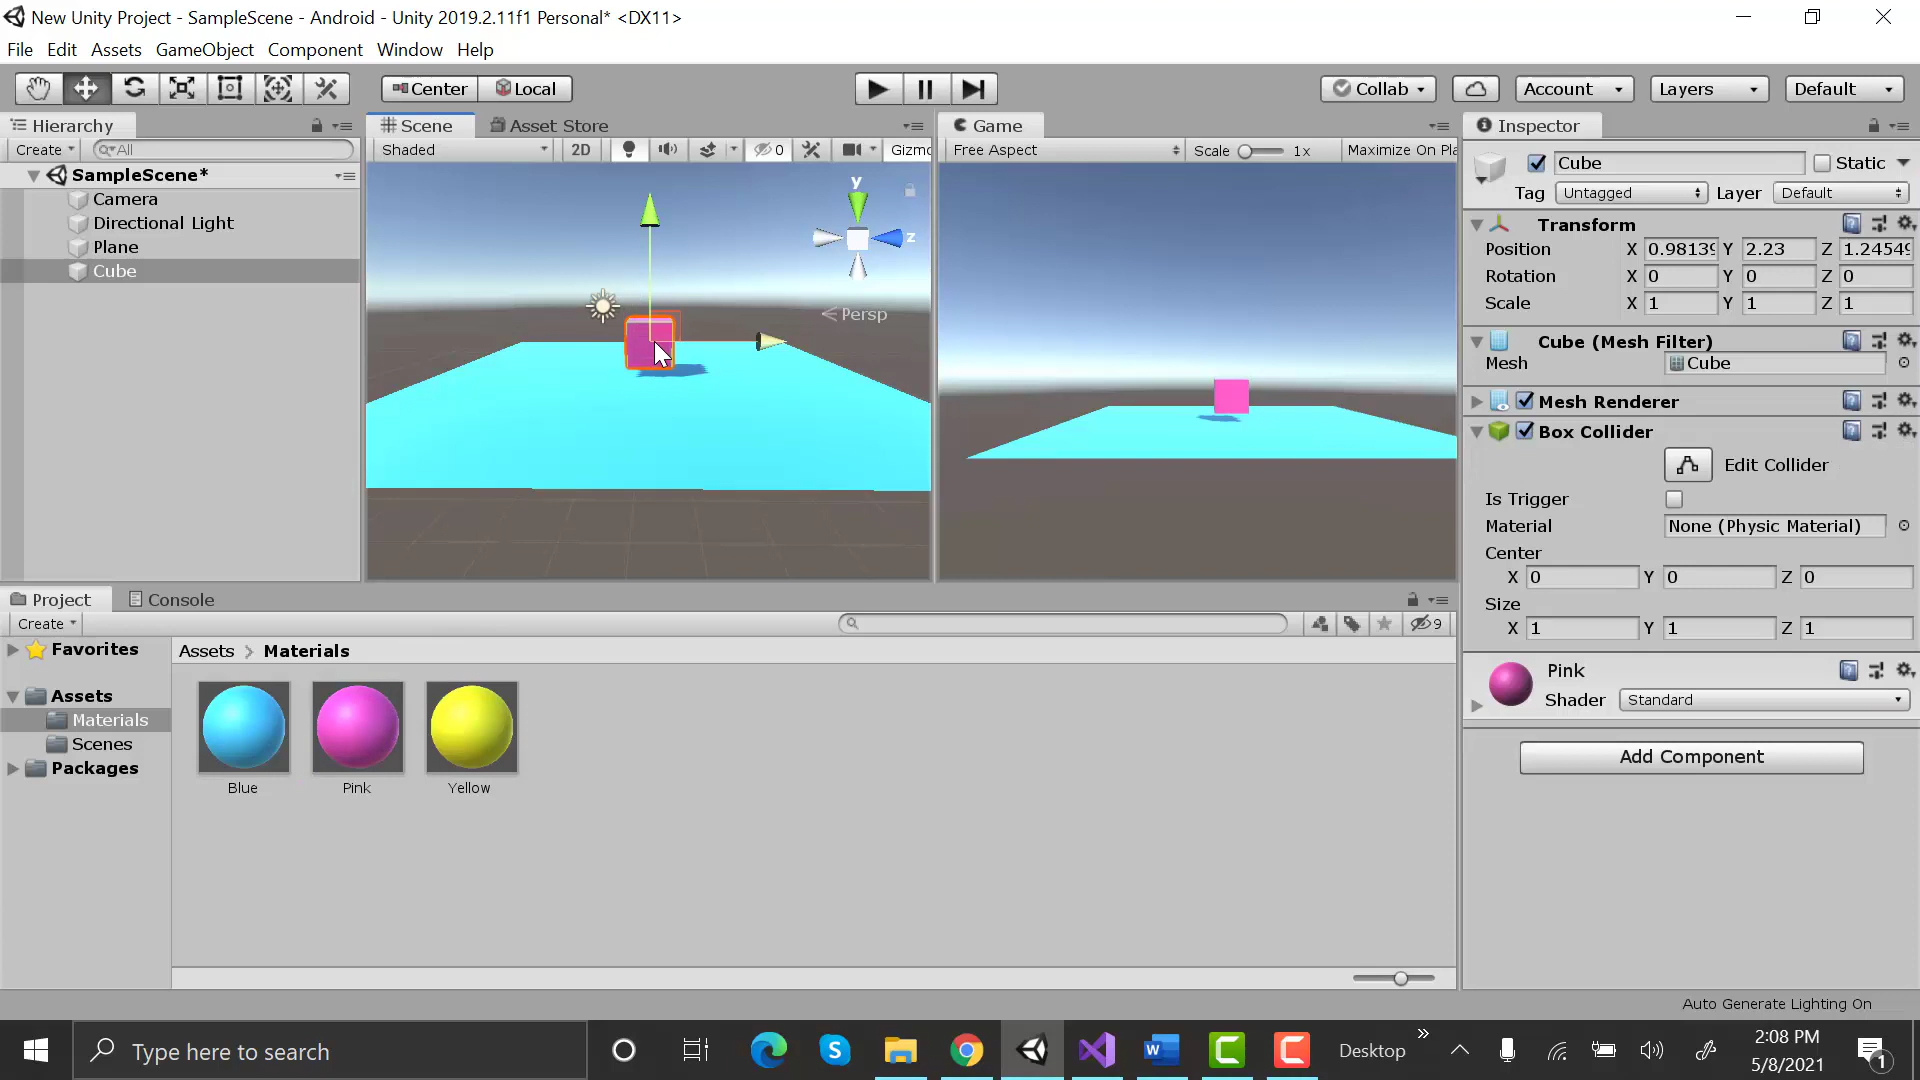 New Unity Project - SampleScene - Android - Unity 2019.2.11f1 Personal* <DX11>
File Edit Assets GameObject Component Window Help
Center Local Collab Account Layers Default
Hierarchy
Create All
SampleScene*
Camera
Directional Light
Plane
Cube
Scene Asset Store
Shaded 2D 0 Gizmo
y
z
Persp
Game
Free Aspect Scale 1x Maximize On Pla
Inspector
Cube Static
Tag Untagged Layer Default
Transform
Position X 0.98139 Y 2.23 Z 1.24549
Rotation X 0 Y 0 Z 0
Scale X 1 Y 1 Z 1
Cube (Mesh Filter)
Mesh Cube
Mesh Renderer
Box Collider
Edit Collider
Is Trigger
Material None (Physic Material)
Center
X 0 Y 0 Z 0
Size
X 1 Y 1 Z 1
Pink
Shader Standard
Add Component
Project Console
Create 9
Favorites
Assets
Materials
Scenes
Packages
Assets > Materials
Blue Pink Yellow
Auto Generate Lighting On
Type here to search
Desktop
2:08 PM
5/8/2021
1